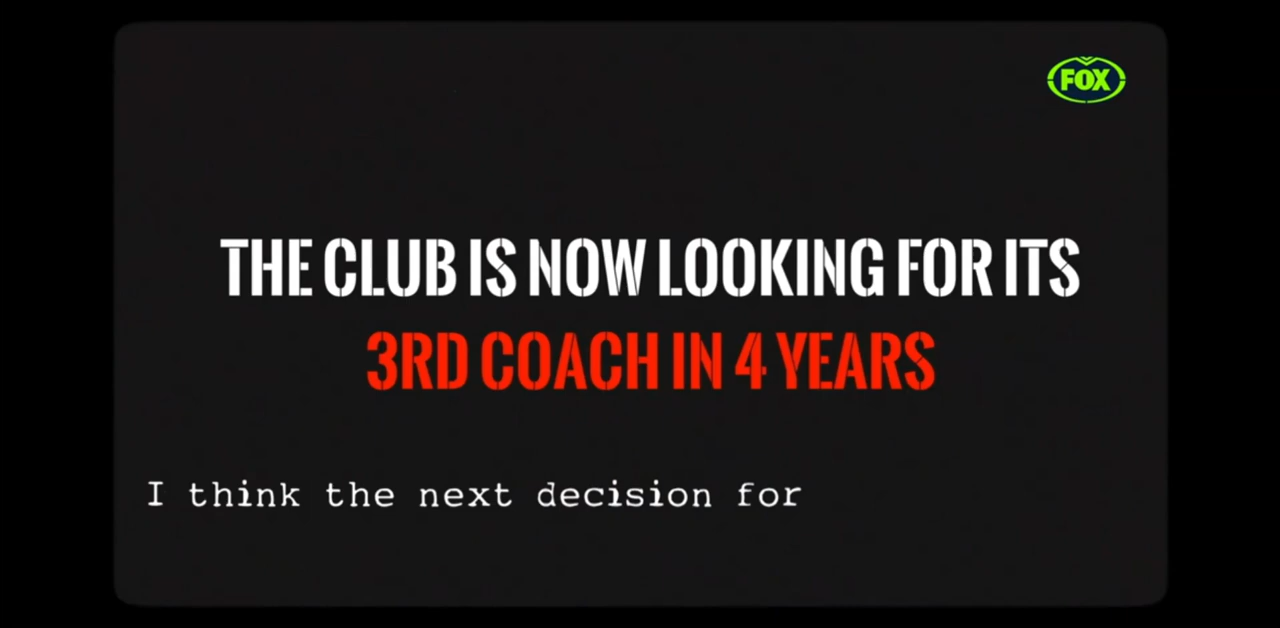 FOX
THE CLUB IS NOW LOOKING FOR ITS
3RD COACH IN 4 YEARS
I think the next decision for